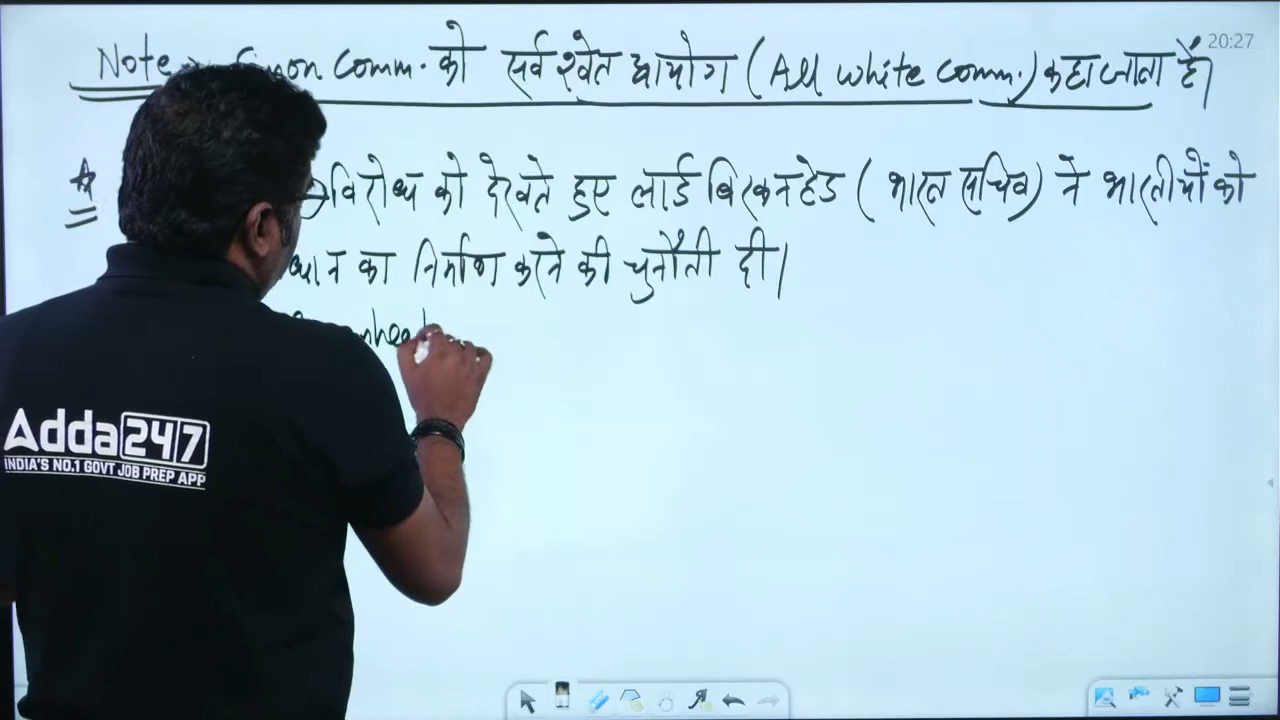 Note Simon Comm. को सर्व श्वेत आयोग (All white comm.) कहा जाता है।
20:27
विरोध को देखते हुए लार्ड बिरकनहेड (भारत सचिव) ने भारतीयों को
का निर्माण करने की चुनौती दी।
Adda247
INDIA'S NO.1 GOVT JOB PREP APP